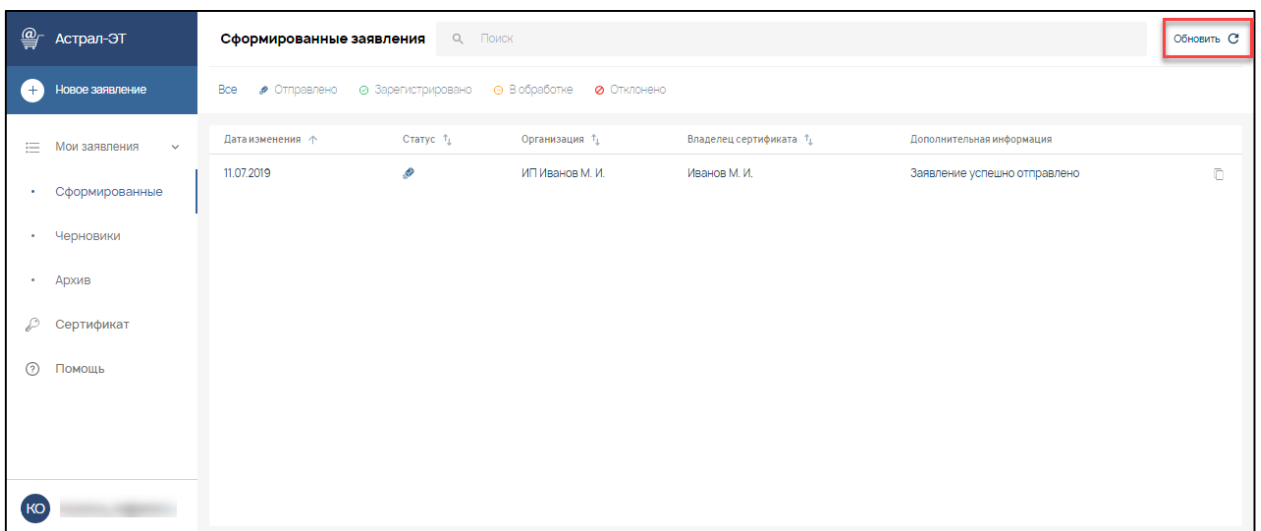 Астрал-ЭТ
Сформированные заявления
Поиск
Обновить
Новое заявление
Все Отправлено Зарегистрировано В обработке Отклонено
Мои заявления
Дата изменения Статус Организация Владелец сертификата Дополнительная информация
11.07.2019 ИП Иванов М. И. Иванов М. И. Заявление успешно отправлено
Сформированные
Черновики
Архив
Сертификат
Помощь
КО